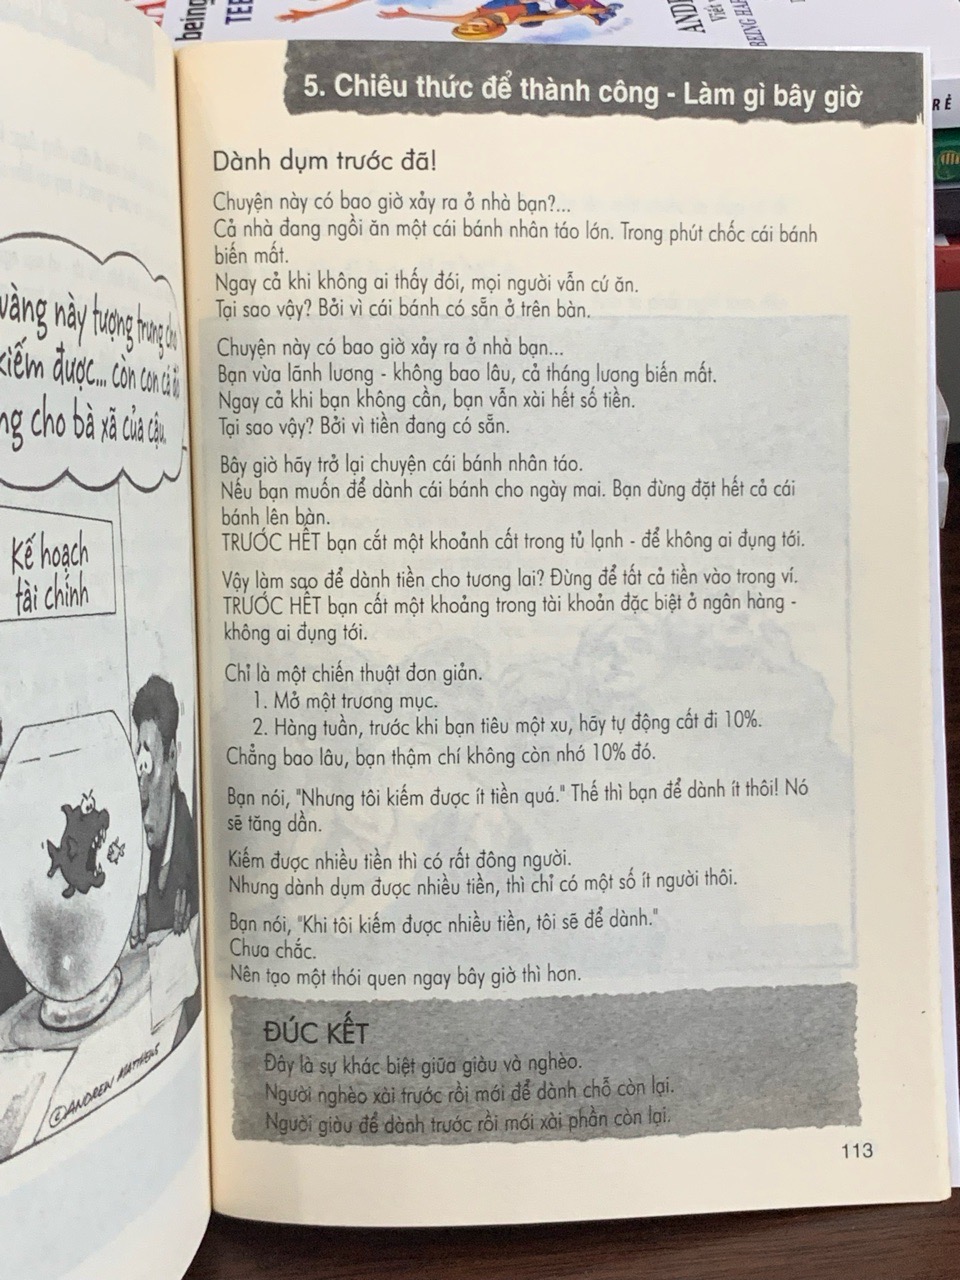 being
TEE
AND
Viết
BEING HAP
RẺ
vàng này tượng trưng cho
kiếm được... còn con cá
ng cho bà xã của cậu.
Kế hoạch
tài chính
©ANDREW MATTHEWS
5. Chiêu thức để thành công - Làm gì bây giờ
Dành dụm trước đã!
Chuyện này có bao giờ xảy ra ở nhà bạn?...
Cả nhà đang ngồi ăn một cái bánh nhân táo lớn. Trong phút chốc cái bánh
biến mất.
Ngay cả khi không ai thấy đói, mọi người vẫn cứ ăn.
Tại sao vậy? Bởi vì cái bánh có sẵn ở trên bàn.
Chuyện này có bao giờ xảy ra ở nhà bạn...
Bạn vừa lãnh lương - không bao lâu, cả tháng lương biến mất.
Ngay cả khi bạn không cần, bạn vẫn xài hết số tiền.
Tại sao vậy? Bởi vì tiền đang có sẵn.
Bây giờ hãy trở lại chuyện cái bánh nhân táo.
Nếu bạn muốn để dành cái bánh cho ngày mai. Bạn đừng đặt hết cả cái
bánh lên bàn.
TRƯỚC HẾT bạn cắt một khoảnh cất trong tủ lạnh - để không ai đụng tới.
Vậy làm sao để dành tiền cho tương lai? Đừng để tất cả tiền vào trong ví.
TRƯỚC HẾT bạn cất một khoảng trong tài khoản đặc biệt ở ngân hàng -
không ai đụng tới.
Chỉ là một chiến thuật đơn giản.
1. Mở một trương mục.
2. Hàng tuần, trước khi bạn tiêu một xu, hãy tự động cất đi 10%.
Chẳng bao lâu, bạn thậm chí không còn nhớ 10% đó.
Bạn nói, "Nhưng tôi kiếm được ít tiền quá." Thế thì bạn để dành ít thôi! Nó
sẽ tăng dần.
Kiếm được nhiều tiền thì có rất đông người.
Nhưng dành dụm được nhiều tiền, thì chỉ có một số ít người thôi.
Bạn nói, "Khi tôi kiếm được nhiều tiền, tôi sẽ để dành."
Chưa chắc.
Nên tạo một thói quen ngay bây giờ thì hơn.
ĐÚC KẾT
Đây là sự khác biệt giữa giàu và nghèo.
Người nghèo xài trước rồi mới để dành chỗ còn lại.
Người giàu để dành trước rồi mới xài phần còn lại.
113